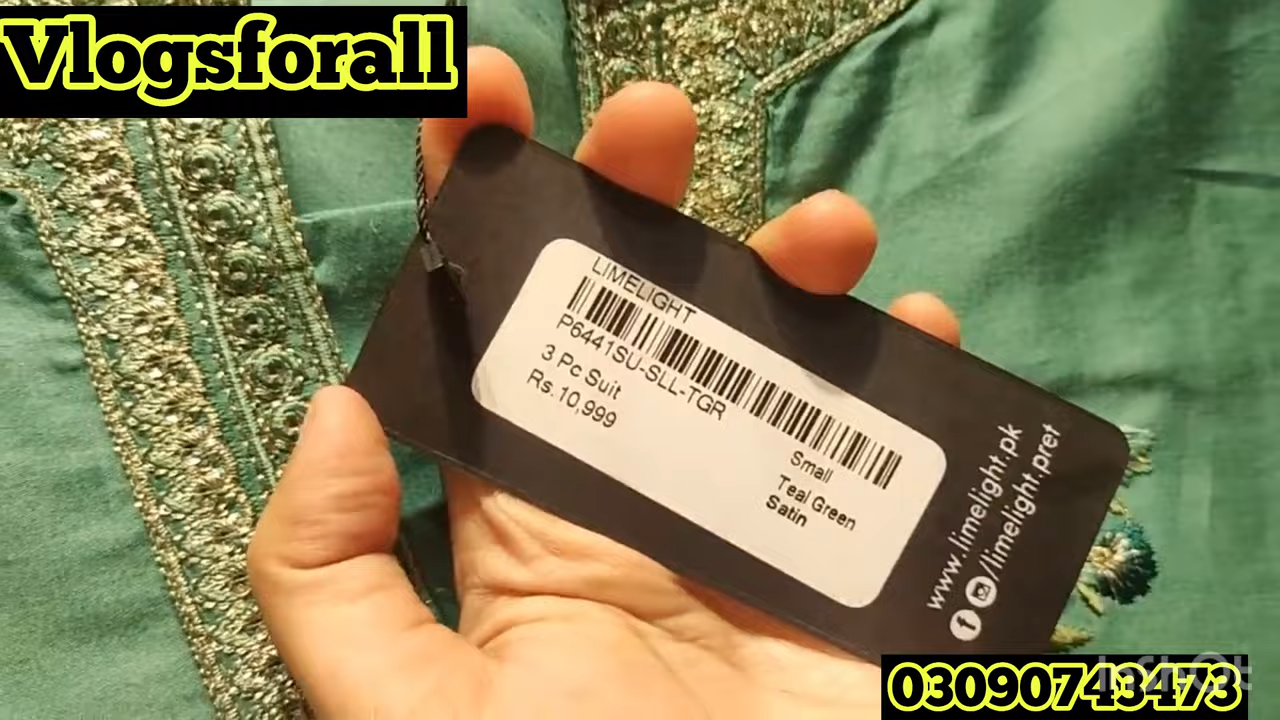 Vlogsforall
LIMELIGHT
P6441SU-SLL-TGR
3 Pc Suit
Rs.10,999
Small
Teal Green
Satin
www.limelight.pk
/limelight.pret
03090743473
InShOt